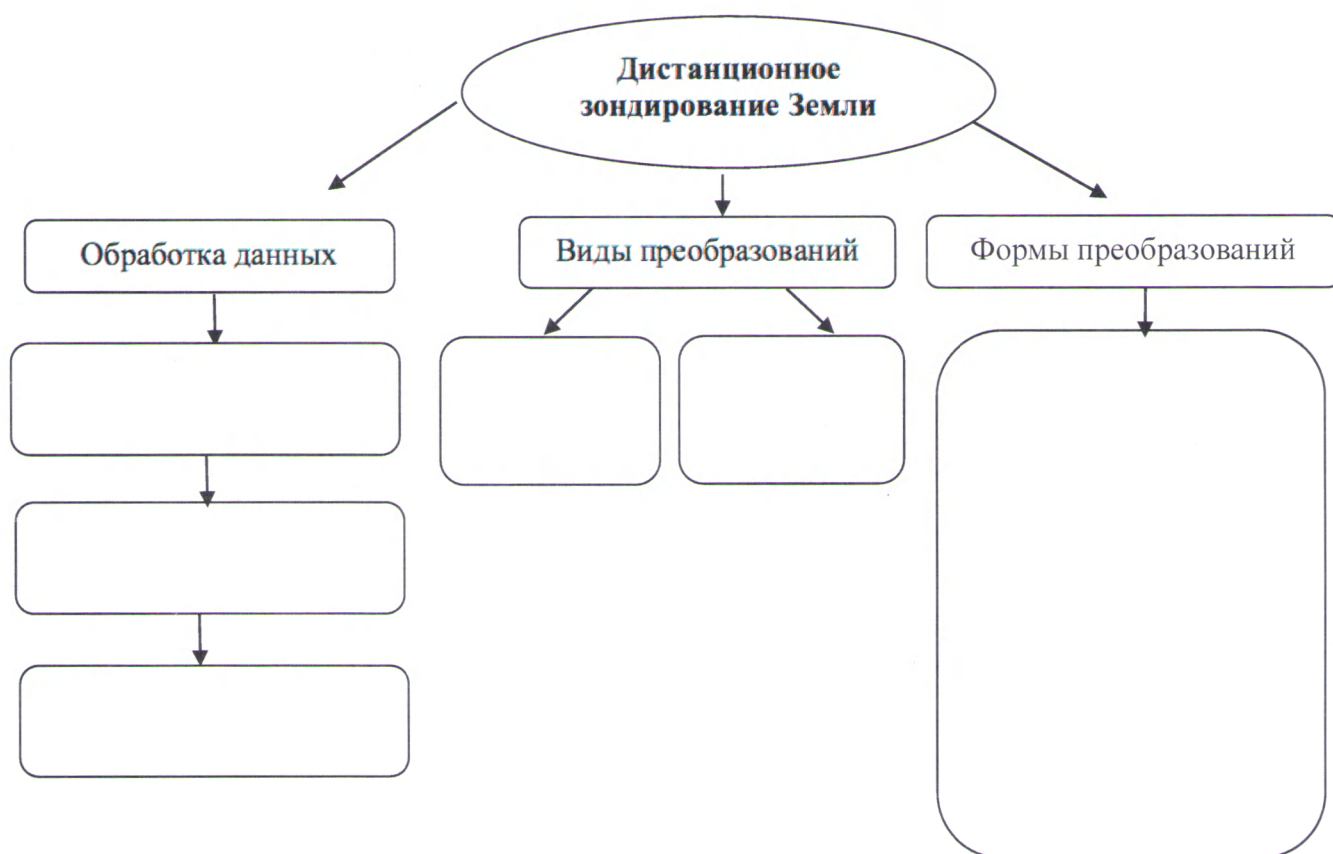 Дистанционное
зондирование Земли
Обработка данных
Виды преобразований
Формы преобразований